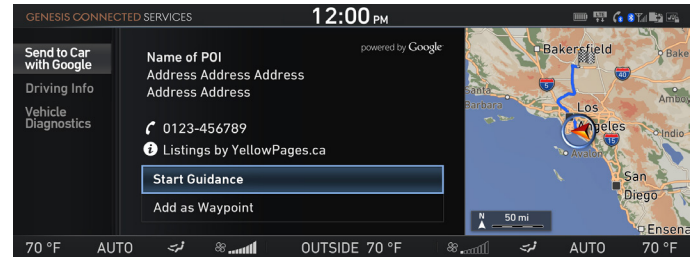 GENESIS CONNECTED SERVICES
12:00 PM
Send to Car
with Google
Driving Info
Vehicle
Diagnostics
powered by Google
Name of POI
Address Address Address
Address Address
0123-456789
Listings by YellowPages.ca
Start Guidance
Add as Waypoint
Bakersfield
Bake
40
5
Santa
Barbara
Amboy
Los
Angeles
Indio
15
Avalon
San
Diego
N
50 mi
Ensena
70 °F
AUTO
OUTSIDE 70 °F
AUTO
70 °F